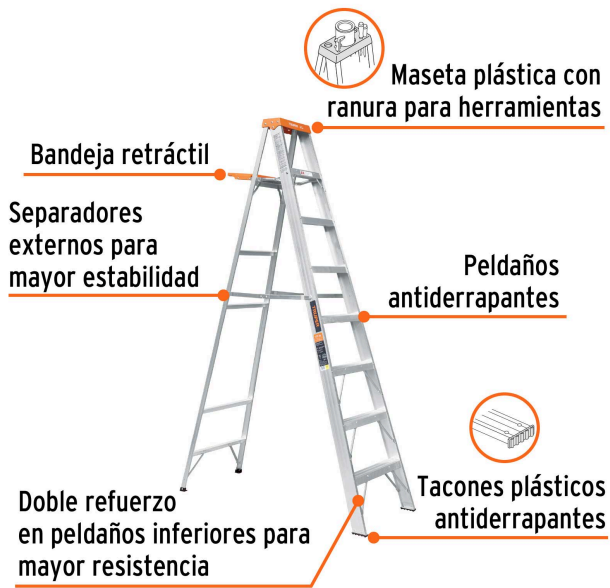 Maseta plástica con
ranura para herramientas
Bandeja retráctil
Separadores
externos para
mayor estabilidad
Peldaños
antiderrapantes
Tacones plásticos
antiderrapantes
Doble refuerzo
en peldaños inferiores para
mayor resistencia